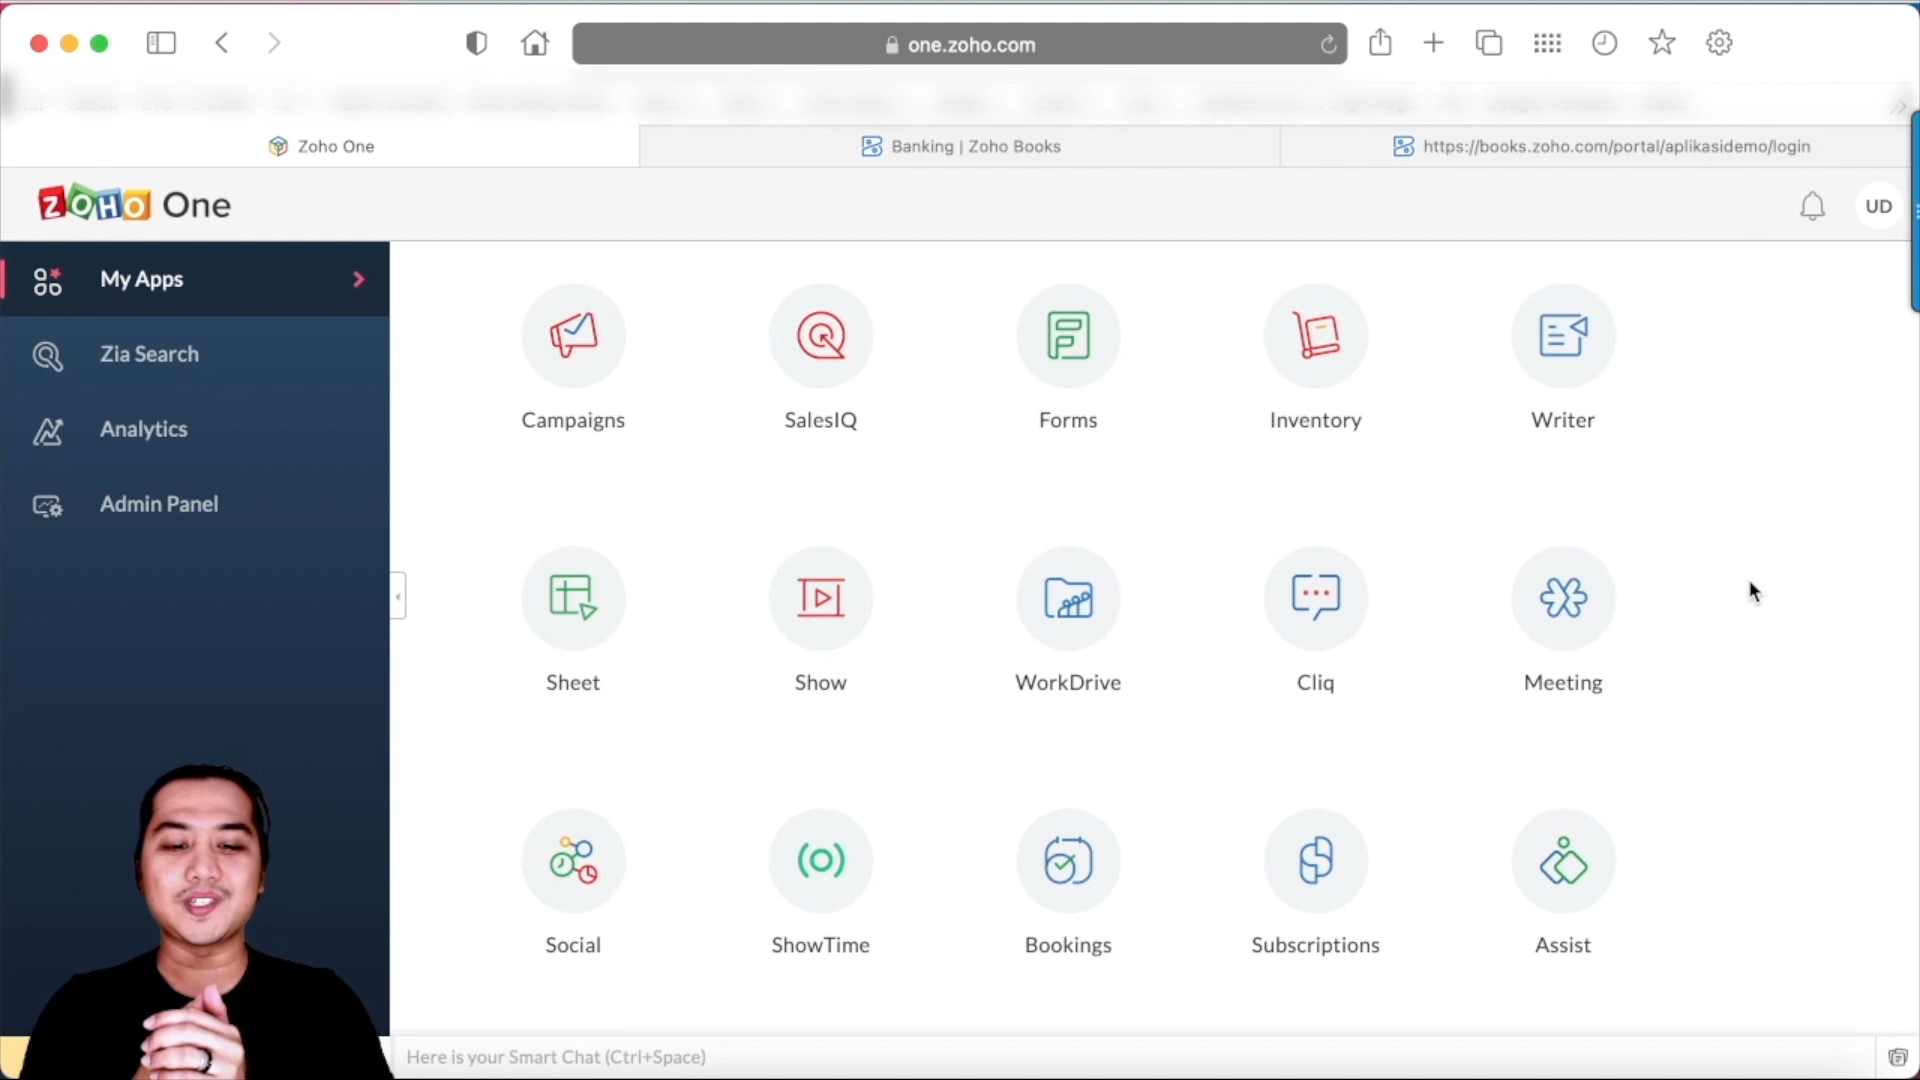 one.zoho.com
Zoho One
Banking | Zoho Books
https://books.zoho.com/portal/aplikasidemo/login
ZOHO One
UD
My Apps
Zia Search
Analytics
Admin Panel
Campaigns
SalesIQ
Forms
Inventory
Writer
Sheet
Show
WorkDrive
Cliq
Meeting
Social
ShowTime
Bookings
Subscriptions
Assist
Here is your Smart Chat (Ctrl+Space)